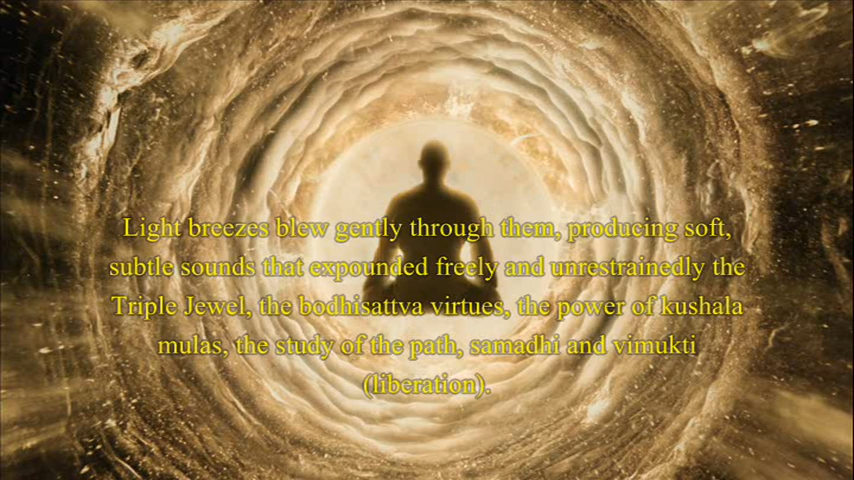 Light breezes blew gently through them, producing soft,
subtle sounds that expounded freely and unrestrainedly the
Triple Jewel, the bodhisattva virtues, the power of kushala
mulas, the study of the path, samadhi and vimukti
(liberation).